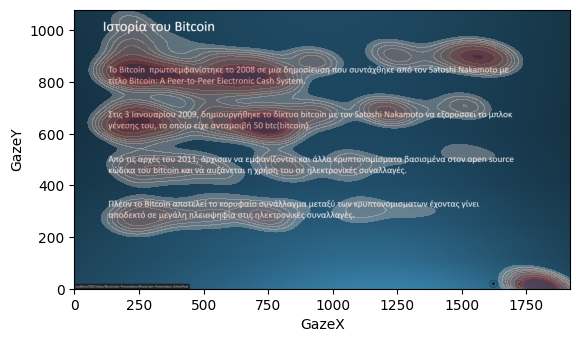 Ιστορία του Bitcoin
Το Bitcoin πρωτοεμφανίστηκε το 2008 σε μια δημοσίευση που συντάχθηκε από τον Satoshi Nakamoto με
τίτλο Bitcoin: A Peer-to-Peer Electronic Cash System.
Στις 3 Ιανουαρίου 2009, δημιουργήθηκε το δίκτυο bitcoin με τον Satoshi Nakamoto να εξορύσσει το μπλοκ
γένεσης του, το οποίο είχε ανταμοιβή 50 btc(bitcoin).
Από τις αρχές του 2011, άρχισαν να εμφανίζονται και άλλα κρυπτονομίσματα βασισμένα στον open source
κώδικα του bitcoin και να αυξάνεται η χρήση του σε ηλεκτρονικές συναλλαγές.
Πλέον το Bitcoin αποτελεί το κορυφαίο συνάλλαγμα μεταξύ των κρυπτονομισματων έχοντας γίνει
αποδεκτό σε μεγάλη πλειοψηφία στις ηλεκτρονικές συναλλαγές.
GazeY
1000
800
600
400
200
0
0 250 500 750 1000 1250 1500 1750
GazeX